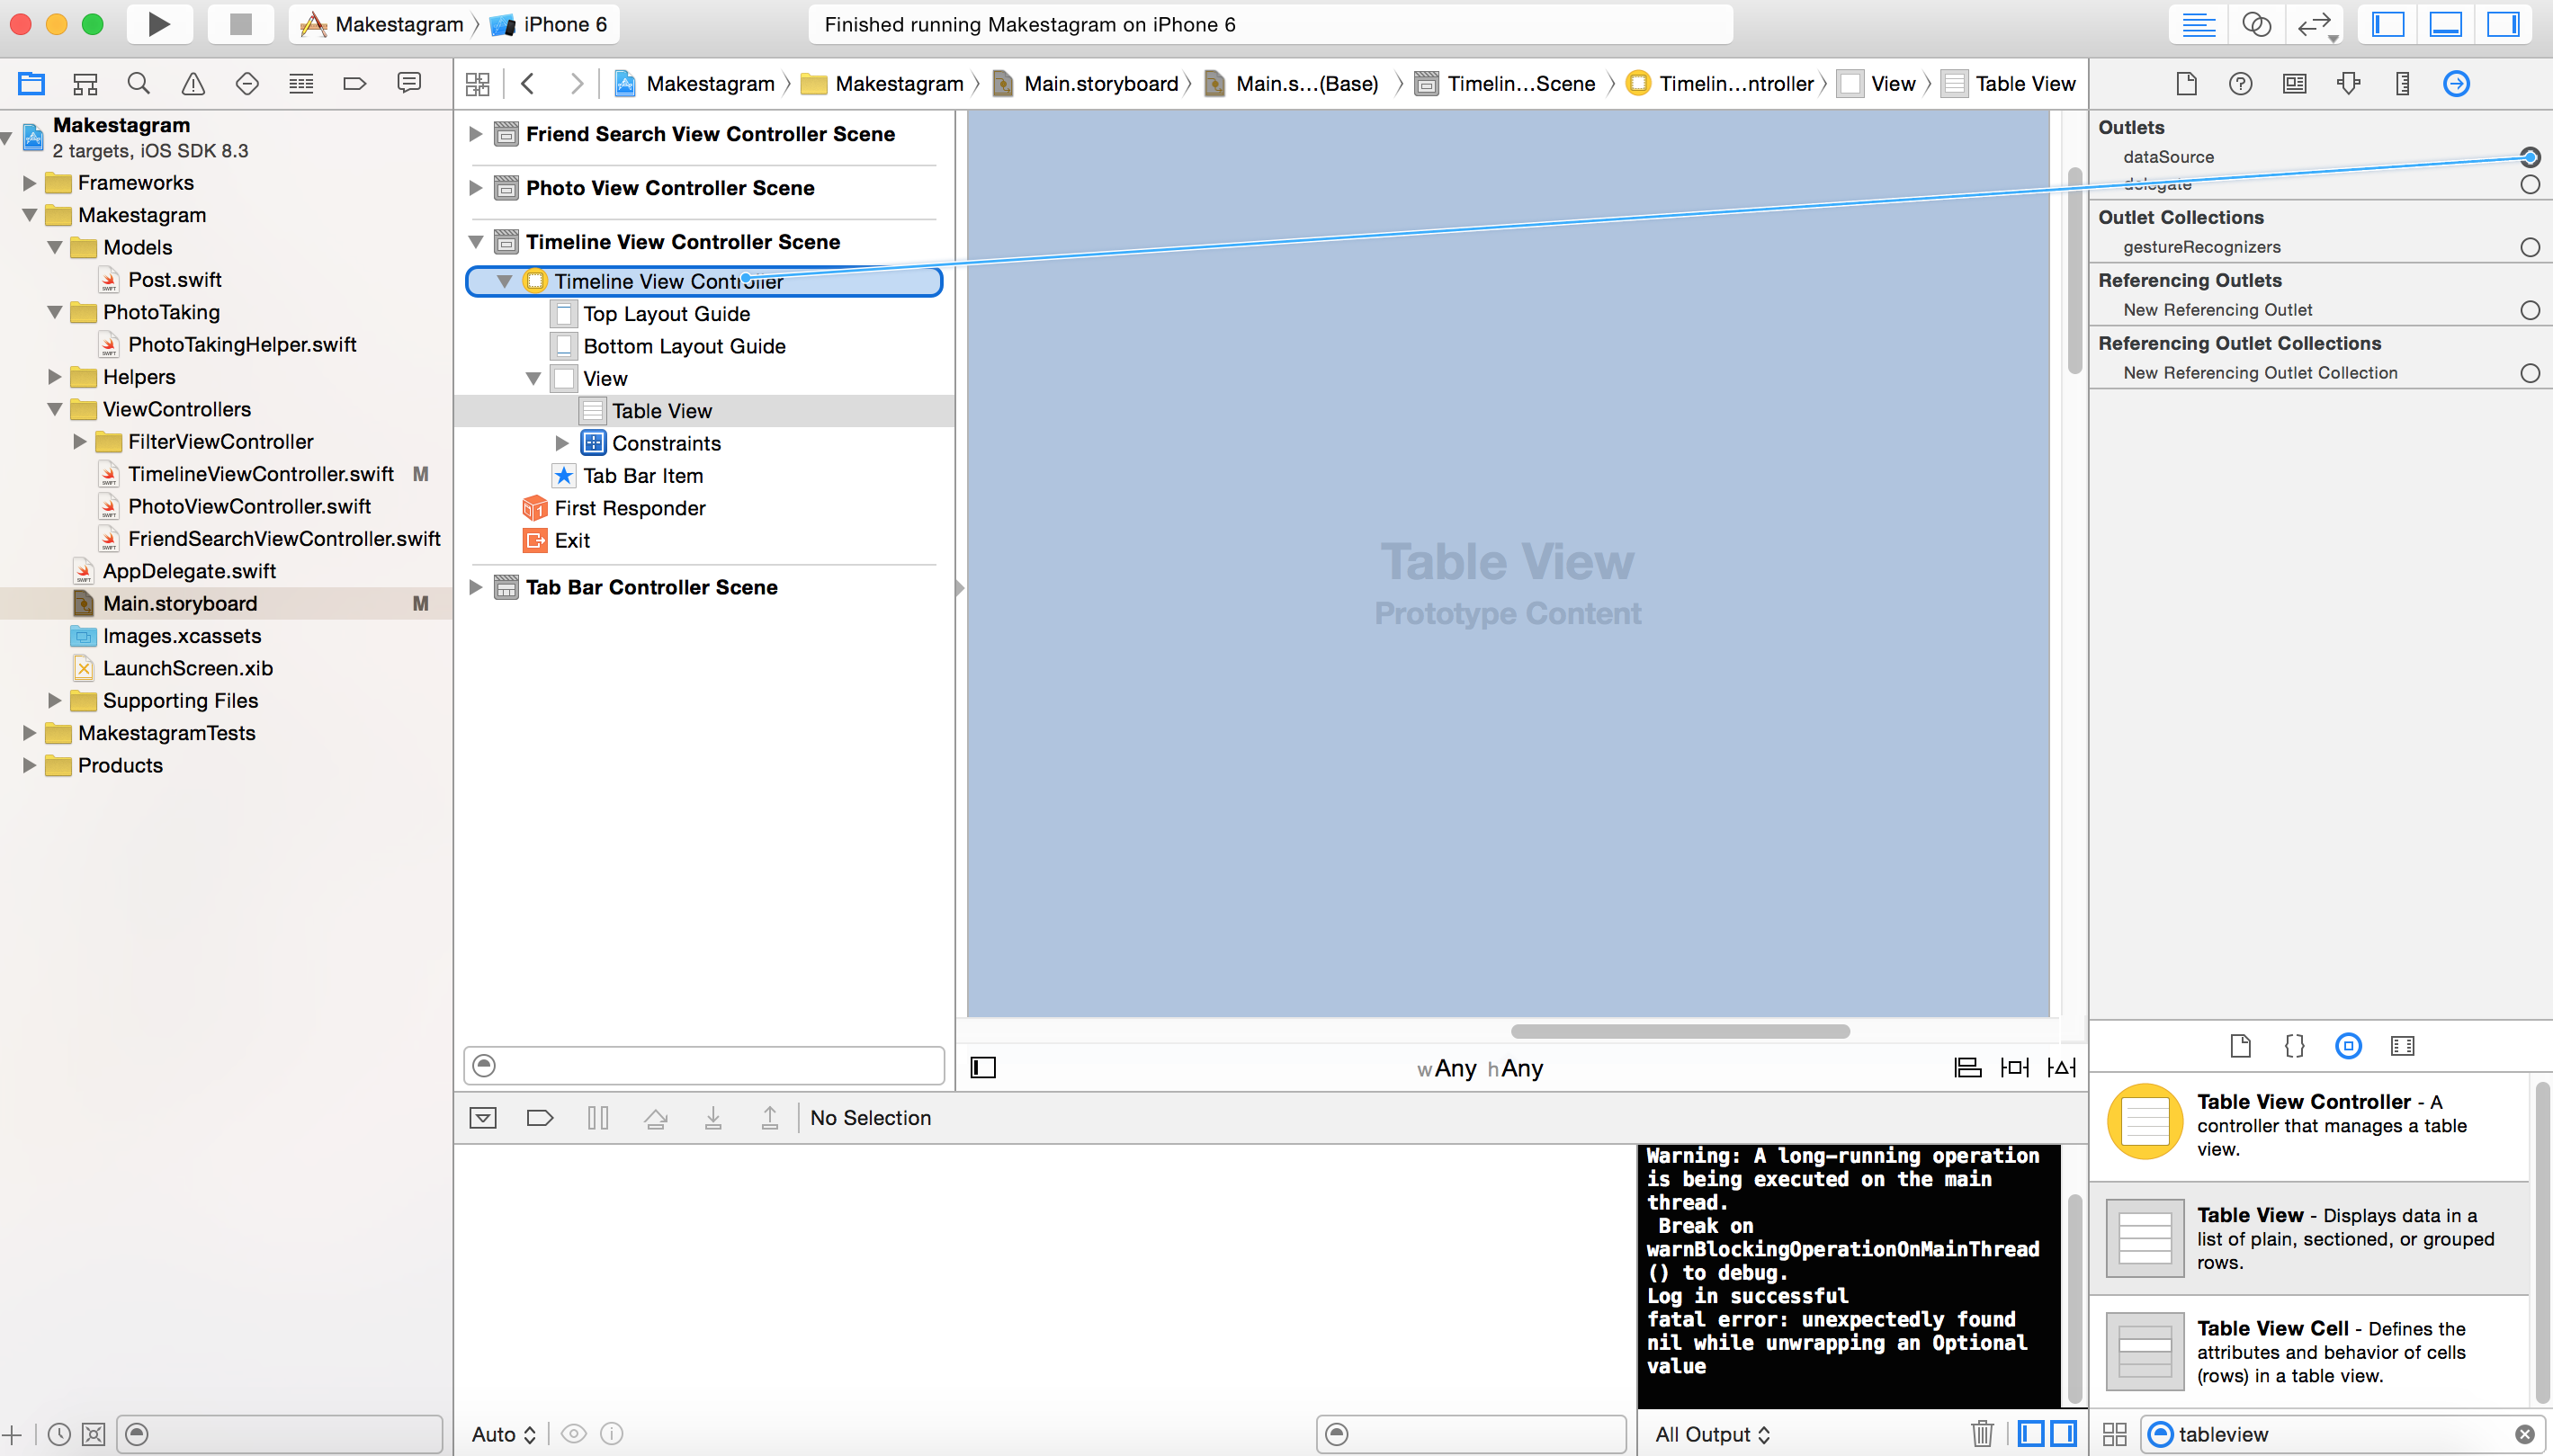 Makestagram
iPhone 6
Finished running Makestagram on iPhone 6
Makestagram
Makestagram
Main.storyboard
Main.s...(Base)
Timelin...Scene
Timelin...ntroller
View
Table View
Makestagram
2 targets, iOS SDK 8.3
Frameworks
Makestagram
Models
Post.swift
PhotoTaking
PhotoTakingHelper.swift
Helpers
ViewControllers
FilterViewController
TimelineViewController.swift M
PhotoViewController.swift
FriendSearchViewController.swift
AppDelegate.swift
Main.storyboard M
Images.xcassets
LaunchScreen.xib
Supporting Files
MakestagramTests
Products
Friend Search View Controller Scene
Photo View Controller Scene
Timeline View Controller Scene
Timeline View Controller
Top Layout Guide
Bottom Layout Guide
View
Table View
Constraints
Tab Bar Item
First Responder
Exit
Tab Bar Controller Scene
Table View
Prototype Content
wAny hAny
Outlets
dataSource
delegate
Outlet Collections
gestureRecognizers
Referencing Outlets
New Referencing Outlet
Referencing Outlet Collections
New Referencing Outlet Collection
No Selection
Warning: A long-running operation
is being executed on the main
thread.
Break on
warnBlockingOperationOnMainThread
() to debug.
Log in successful
fatal error: unexpectedly found
nil while unwrapping an Optional
value
Auto
All Output
Table View Controller - A
controller that manages a table
view.
Table View - Displays data in a
list of plain, sectioned, or grouped
rows.
Table View Cell - Defines the
attributes and behavior of cells
(rows) in a table view.
tableview